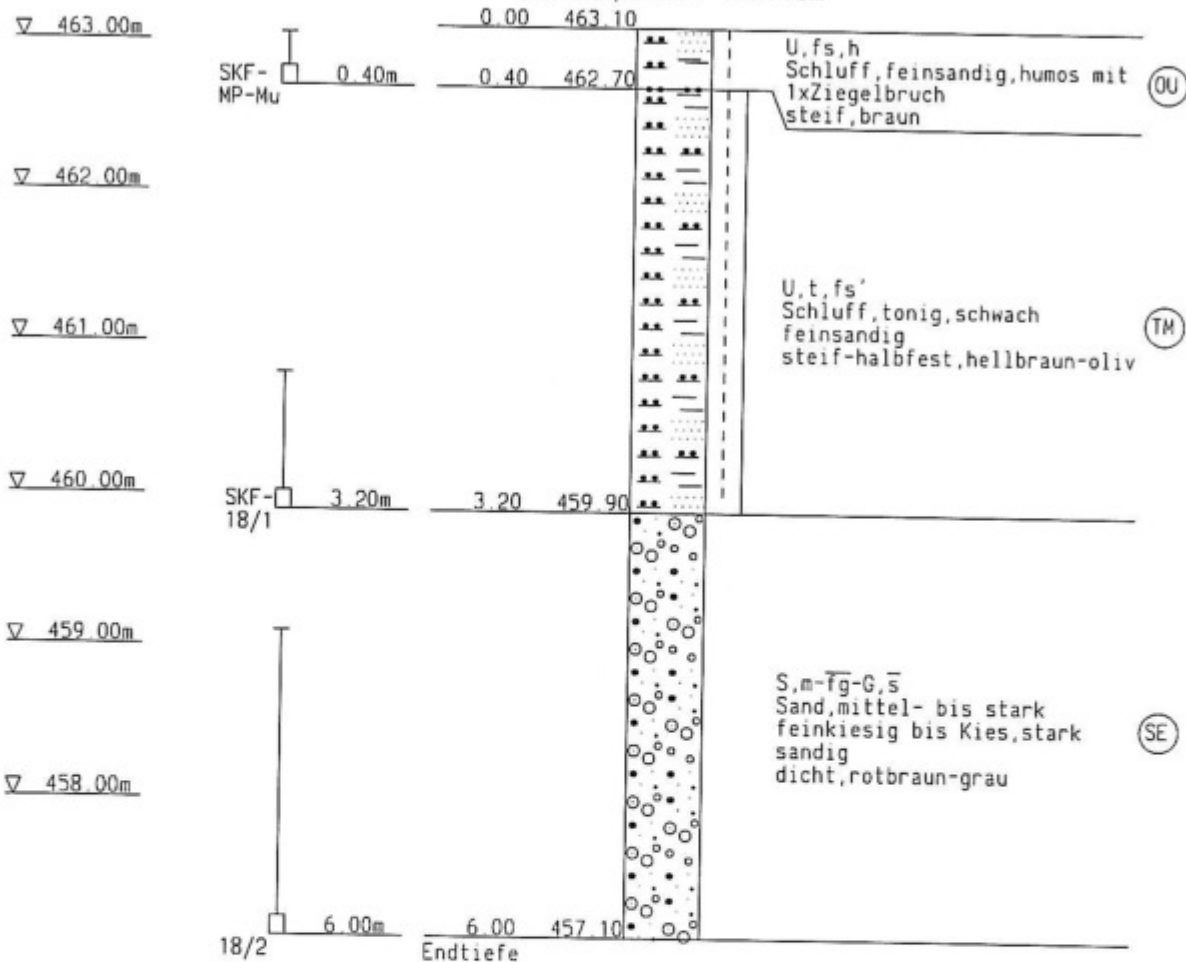 463.00m
0.00 463.10
U,fs,h
Schluff,feinsandig,humos mit
1xZiegelbruch
steif,braun
OU
SKF-
MP-Mu
0.40m
0.40 462.70
462.00m
461.00m
U,t,fs'
Schluff,tonig,schwach
feinsandig
steif-halbfest,hellbraun-oliv
TM
460.00m
SKF-
18/1
3.20m
3.20 459.90
459.00m
S,m-f̅g̅-G,s̅
Sand,mittel- bis stark
feinkiesig bis Kies,stark
sandig
dicht,rotbraun-grau
SE
458.00m
18/2
6.00m
6.00 457.10
Endtiefe